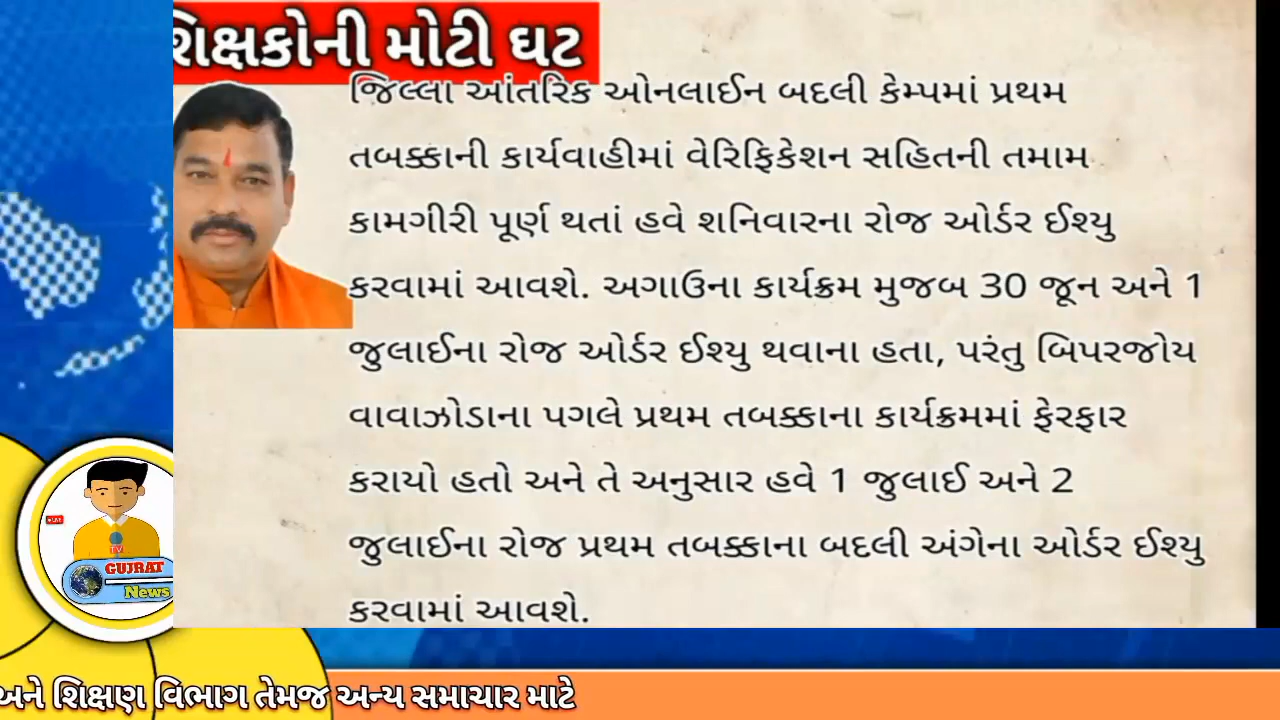 શિક્ષકોની મોટી ઘટ
જિલ્લા આંતરિક ઓનલાઈન બદલી કેમ્પમાં પ્રથમ
તબક્કાની કાર્યવાહીમાં વેરિફિકેશન સહિતની તમામ
કામગીરી પૂર્ણ થતાં હવે શનિવારના રોજ ઓર્ડર ઈશ્યુ
કરવામાં આવશે. અગાઉના કાર્યક્રમ મુજબ 30 જૂન અને 1
જુલાઈના રોજ ઓર્ડર ઈશ્યુ થવાના હતા, પરંતુ બિપરજોય
વાવાઝોડાના પગલે પ્રથમ તબક્કાના કાર્યક્રમમાં ફેરફાર
કરાયો હતો અને તે અનુસાર હવે 1 જુલાઈ અને 2
જુલાઈના રોજ પ્રથમ તબક્કાના બદલી અંગેના ઓર્ડર ઈશ્યુ
કરવામાં આવશે.
LIVE
TV
GUJRAT
News
અને શિક્ષણ વિભાગ તેમજ અન્ય સમાચાર માટે